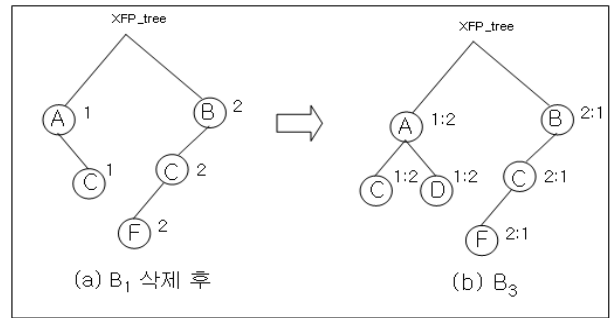 XFP_tree
A 1
B 2
C 1
C 2
F 2
(a) B₁ 삭제 후
XFP_tree
A 1:2
B 2:1
C 1:2
D 1:2
C 2:1
F 2:1
(b) B₃